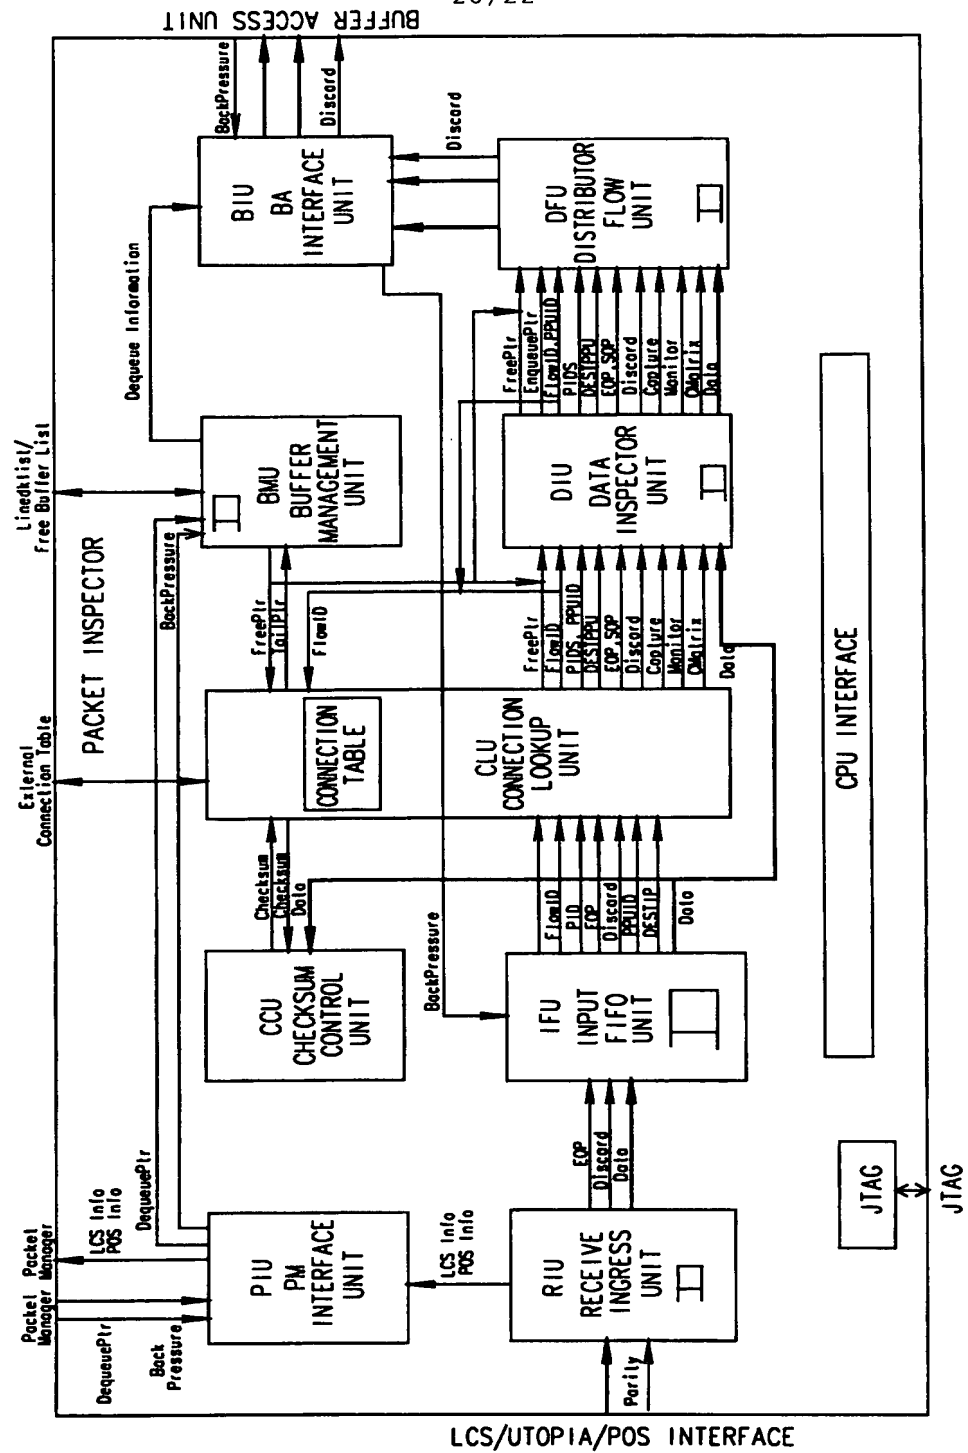 20/22
BUFFER ACCESS UNIT
PACKET INSPECTOR
Packet
Manager
Packet
Manager
LCS Info
POS Info
DequeuePtr
External
Connection Table
Linedklist/
Free Buffer List
BackPressure
Dequeue Information
BackPressure
Discard
DequeuePtr
Back
Pressure
PIU
PM
INTERFACE
UNIT
CCU
CHECKSUM
CONTROL
UNIT
Checksum
Checksum
Data
CONNECTION
TABLE
CLU
CONNECTION
LOOKUP
UNIT
FreePtr
TailPtr
FlowID
BMU
BUFFER
MANAGEMENT
UNIT
BIU
BA
INTERFACE
UNIT
Discard
LCS Info
POS Info
BackPressure
Parity
RIU
RECEIVE
INGRESS
UNIT
EOP
Discard
Data
IFU
INPUT
FIFO
UNIT
FlowID
PID
EOP
Discard
PPUID
DESTIP
Data
FreePtr
FlowID
PIDS, PPUID
DESTPPU
EOP,SOP
Discard
Capture
Monitor
CMatrix
Data
DIU
DATA
INSPECTOR
UNIT
FreePtr
EnqueuePtr
FlowID,PPUID
PIDS
DESTPPU
EOP,SOP
Discard
Capture
Monitor
CMatrix
Data
DFU
DISTRIBUTOR
FLOW
UNIT
CPU INTERFACE
JTAG
JTAG
LCS/UTOPIA/POS INTERFACE